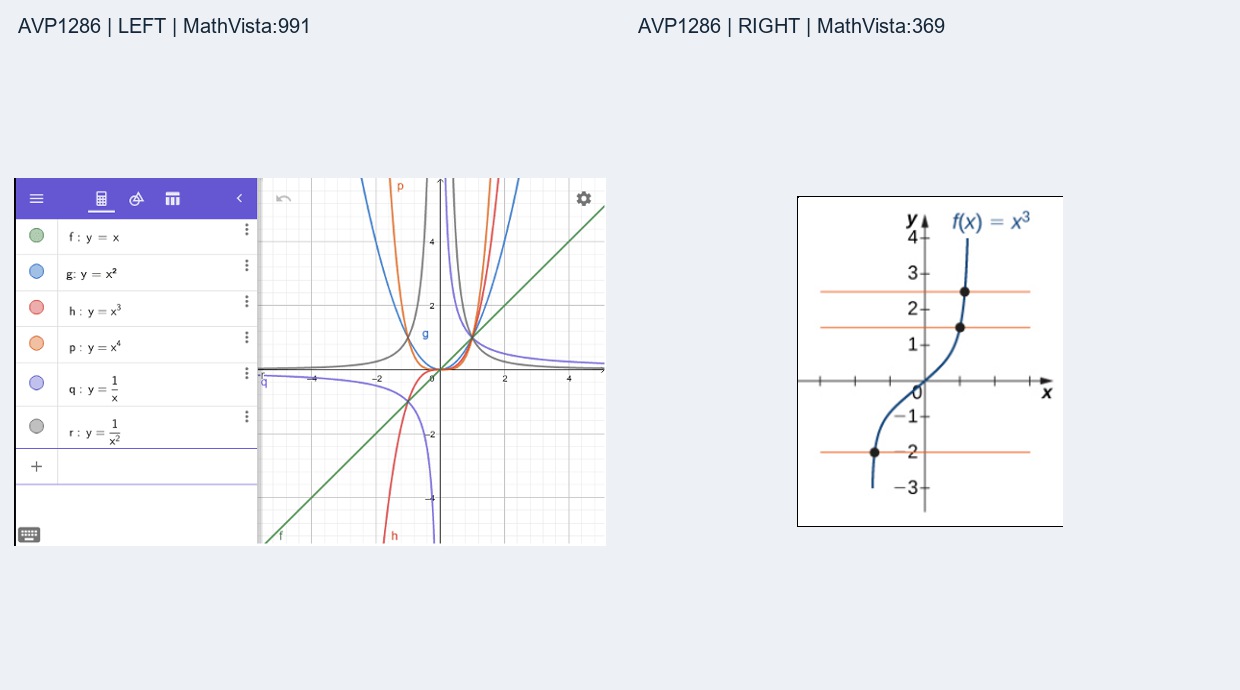 AVP1286 | LEFT | MathVista:991
AVP1286 | RIGHT | MathVista:369
f : y = x
g: y = x²
h : y = x³
p : y = x⁴
q : y = 1/x
r : y = 1/x²
+
p
4
2
g
q
-4
-2
0
2
4
-2
-4
f
h
y
f(x) = x³
4
3
2
1
0
x
-1
-2
-3